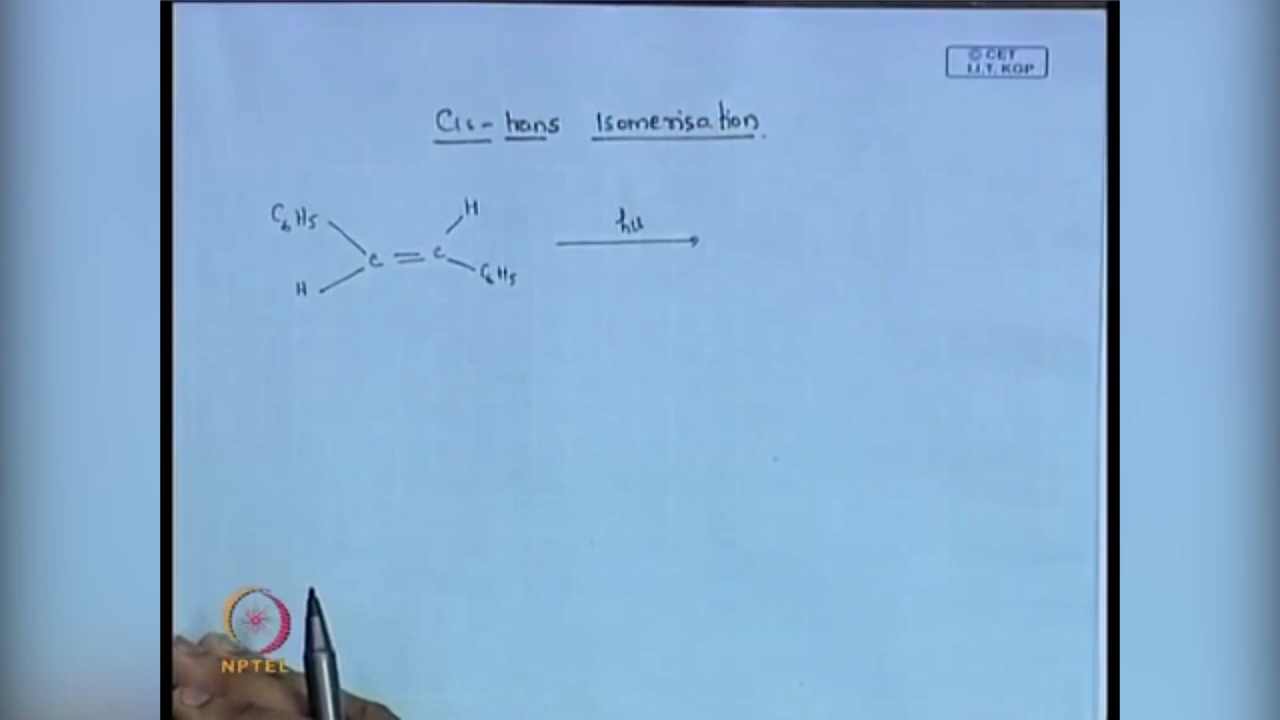 © CET
I.I.T. KGP
Cis-trans Isomerisation.
C6H5 H
hν
C = C
H C6H5
NPTEL